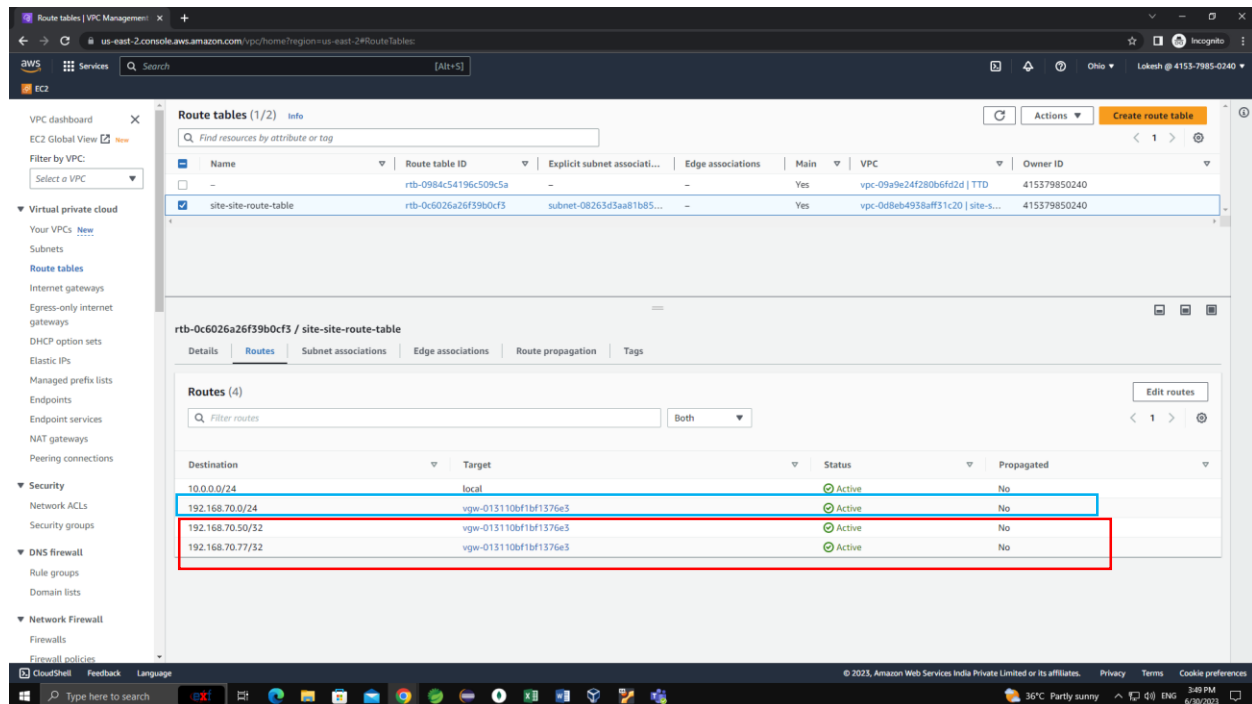 Route tables | VPC Management
us-east-2.console.aws.amazon.com/vpc/home?region=us-east-2#RouteTables:
Incognito
aws Services Search [Alt+S] Ohio Lokesh @ 4153-7985-0240
EC2
VPC dashboard
EC2 Global View New
Filter by VPC:
Select a VPC
Virtual private cloud
Your VPCs New
Subnets
Route tables
Internet gateways
Egress-only internet
gateways
DHCP option sets
Elastic IPs
Managed prefix lists
Endpoints
Endpoint services
NAT gateways
Peering connections
Security
Network ACLs
Security groups
DNS firewall
Rule groups
Domain lists
Network Firewall
Firewalls
Firewall policies
Route tables (1/2) Info
Actions
Create route table
Find resources by attribute or tag
1
Name Route table ID Explicit subnet associati... Edge associations Main VPC Owner ID
– rtb-0984c54196c509c5a – – Yes vpc-09a9e24f280b6fd2d | TTD 415379850240
site-site-route-table rtb-0c6026a26f39b0cf3 subnet-08263d3aa81b85... – Yes vpc-0d8eb4938aff31c20 | site-s... 415379850240
rtb-0c6026a26f39b0cf3 / site-site-route-table
Details Routes Subnet associations Edge associations Route propagation Tags
Routes (4)
Edit routes
Filter routes
Both
1
Destination Target Status Propagated
10.0.0.0/24 local Active No
192.168.70.0/24 vgw-013110bf1bf1376e3 Active No
192.168.70.50/32 vgw-013110bf1bf1376e3 Active No
192.168.70.77/32 vgw-013110bf1bf1376e3 Active No
CloudShell Feedback Language © 2023, Amazon Web Services India Private Limited or its affiliates. Privacy Terms Cookie preferences
Type here to search
36°C Partly sunny ENG 3:49 PM
6/30/2023